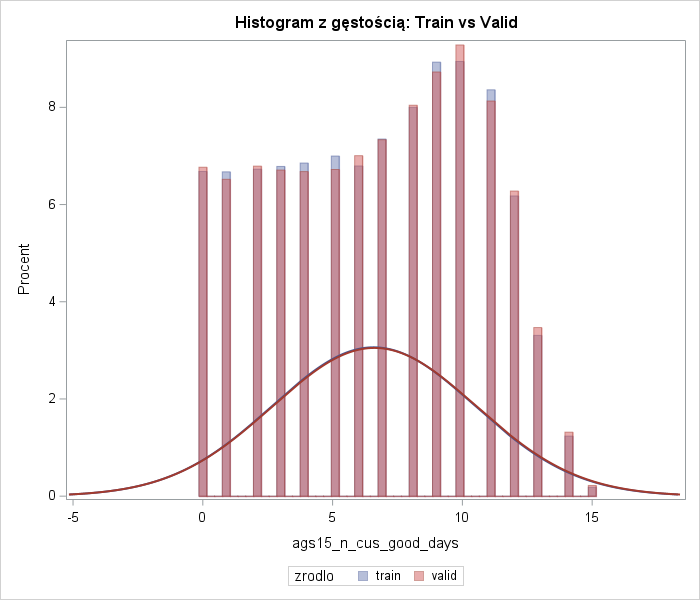 Histogram z gęstością: Train vs Valid
Procent
8
6
4
2
0
-5 0 5 10 15
ags15_n_cus_good_days
zrodlo train valid